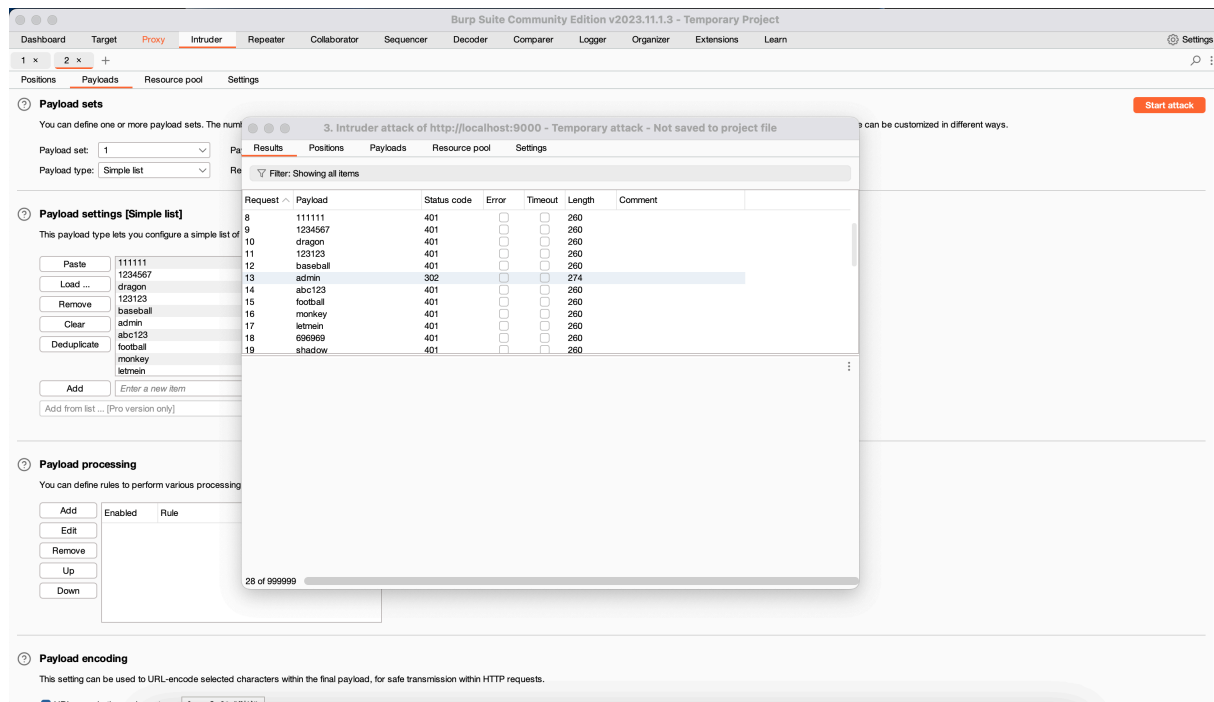 Burp Suite Community Edition v2023.11.1.3 - Temporary Project
Dashboard Target Proxy Intruder Repeater Collaborator Sequencer Decoder Comparer Logger Organizer Extensions Learn Settings
1 × 2 × +
Positions Payloads Resource pool Settings
? Payload sets Start attack
You can define one or more payload sets. The num e can be customized in different ways.
3. Intruder attack of http://localhost:9000 - Temporary attack - Not saved to project file
Payload set: 1 Pa
Results Positions Payloads Resource pool Settings
Payload type: Simple list Re
Filter: Showing all items
Request Payload Status code Error Timeout Length Comment
8 111111 401 260
9 1234567 401 260
10 dragon 401 260
11 123123 401 260
12 baseball 401 260
13 admin 302 274
14 abc123 401 260
15 football 401 260
16 monkey 401 260
17 letmein 401 260
18 696969 401 260
19 shadow 401 260
28 of 999999
? Payload settings [Simple list]
This payload type lets you configure a simple list of
Paste
Load ...
Remove
Clear
Deduplicate
111111
1234567
dragon
123123
baseball
admin
abc123
football
monkey
letmein
Add Enter a new item
Add from list ... [Pro version only]
? Payload processing
You can define rules to perform various processing
Add
Edit
Remove
Up
Down
Enabled Rule
? Payload encoding
This setting can be used to URL-encode selected characters within the final payload, for safe transmission within HTTP requests.